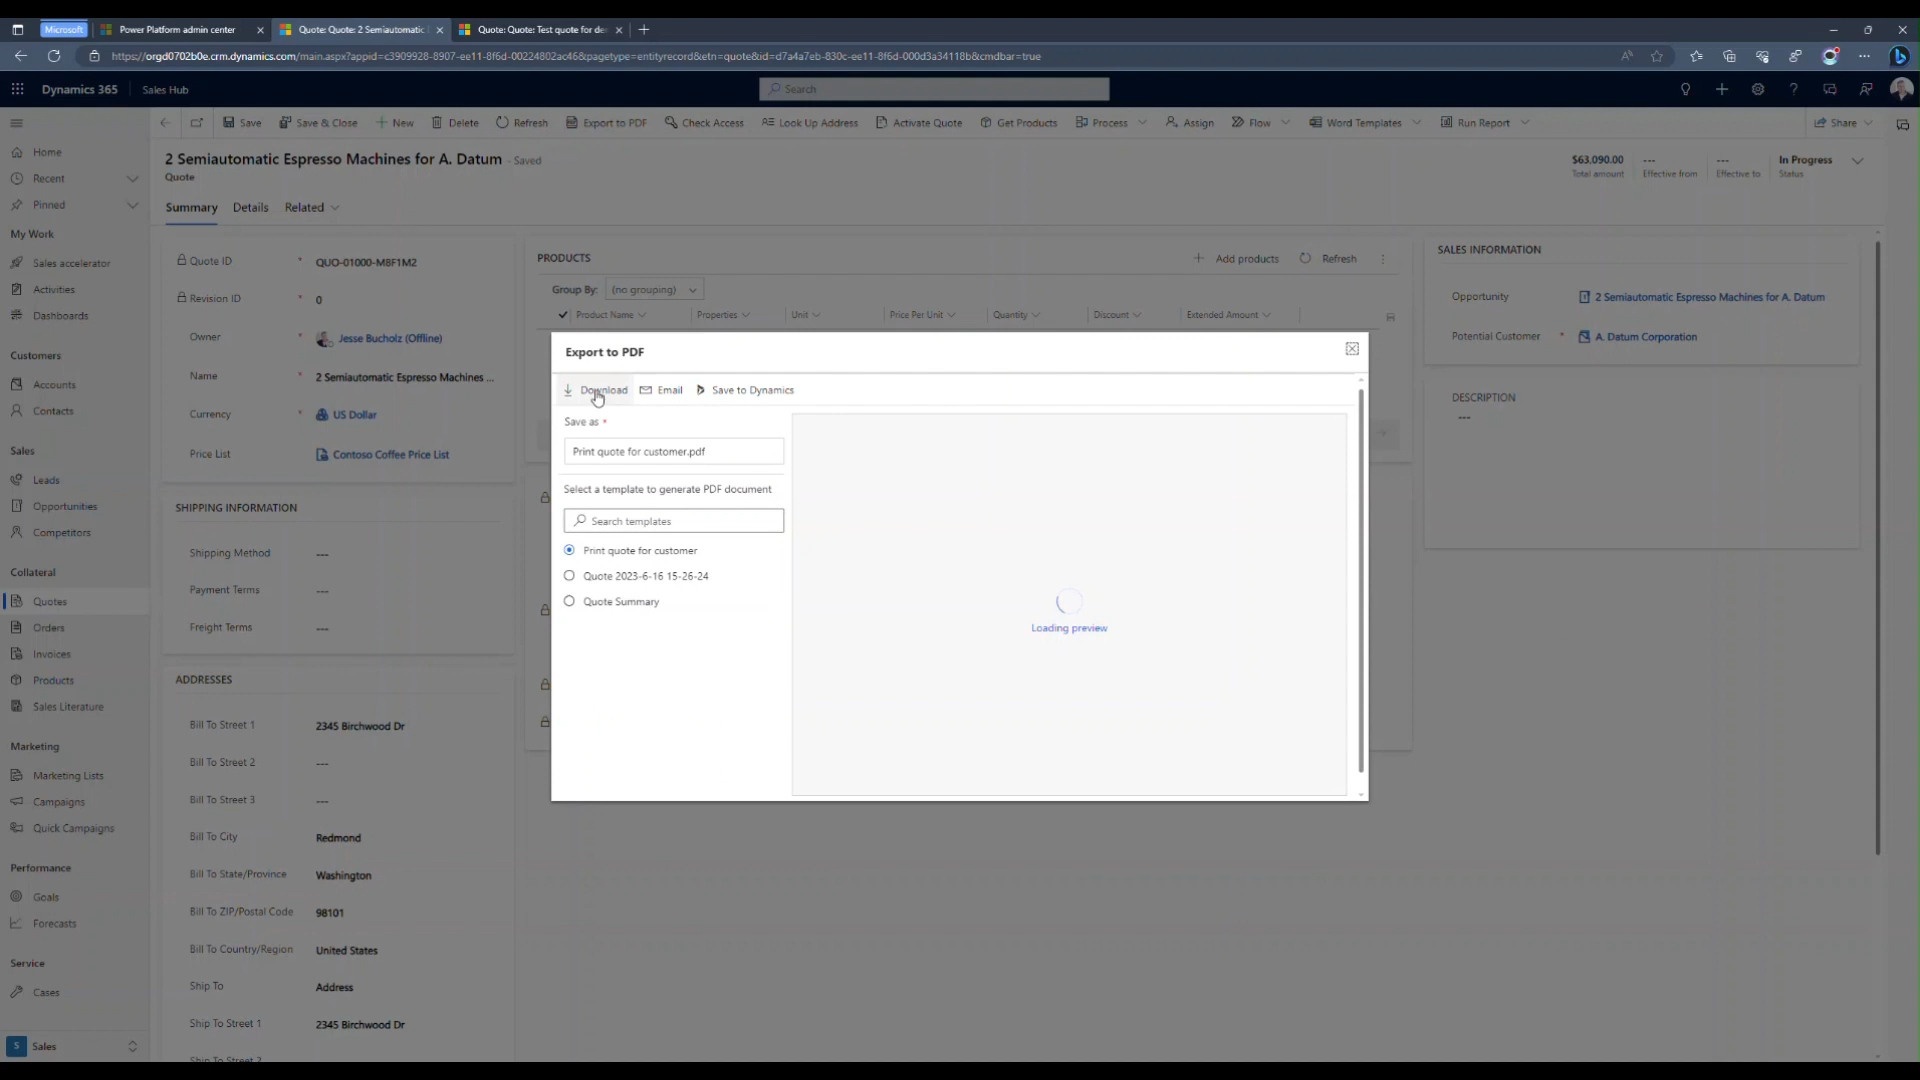 Microsoft
Power Platform admin center
Quote: Quote: 2 Semiautomatic
Quote: Quote: Test quote for de
https://orgd0702b0e.crm.dynamics.com/main.aspx?appid=c3909928-8907-ee11-8f6d-00224802ac46&pagetype=entityrecord&etn=quote&id=d7a4a7eb-830c-ee11-8f6d-000d3a34118b&cmdbar=true
Dynamics 365
Sales Hub
Search
Save
Save & Close
New
Delete
Refresh
Export to PDF
Check Access
Look Up Address
Activate Quote
Get Products
Process
Assign
Flow
Word Templates
Run Report
Share
Home
Recent
Pinned
My Work
Sales accelerator
Activities
Dashboards
Customers
Accounts
Contacts
Sales
Leads
Opportunities
Competitors
Collateral
Quotes
Orders
Invoices
Products
Sales Literature
Marketing
Marketing Lists
Campaigns
Quick Campaigns
Performance
Goals
Forecasts
Service
Cases
S Sales
2 Semiautomatic Espresso Machines for A. Datum - Saved
Quote
$63,090.00
Total amount
---
Effective from
---
Effective to
In Progress
Status
Summary
Details
Related
Quote ID * QUO-01000-M8F1M2
Revision ID * 0
Owner * Jesse Bucholz (Offline)
Name * 2 Semiautomatic Espresso Machines ...
Currency * US Dollar
Price List Contoso Coffee Price List
SHIPPING INFORMATION
Shipping Method ---
Payment Terms ---
Freight Terms ---
ADDRESSES
Bill To Street 1 2345 Birchwood Dr
Bill To Street 2 ---
Bill To Street 3 ---
Bill To City Redmond
Bill To State/Province Washington
Bill To ZIP/Postal Code 98101
Bill To Country/Region United States
Ship To Address
Ship To Street 1 2345 Birchwood Dr
Ship To Street 2
PRODUCTS
Add products
Refresh
Group By: (no grouping)
Product Name
Properties
Unit
Price Per Unit
Quantity
Discount
Extended Amount
Export to PDF
Download
Email
Save to Dynamics
Save as *
Print quote for customer.pdf
Select a template to generate PDF document
Search templates
Print quote for customer
Quote 2023-6-16 15-26-24
Quote Summary
Loading preview
SALES INFORMATION
Opportunity 2 Semiautomatic Espresso Machines for A. Datum
Potential Customer * A. Datum Corporation
DESCRIPTION
---